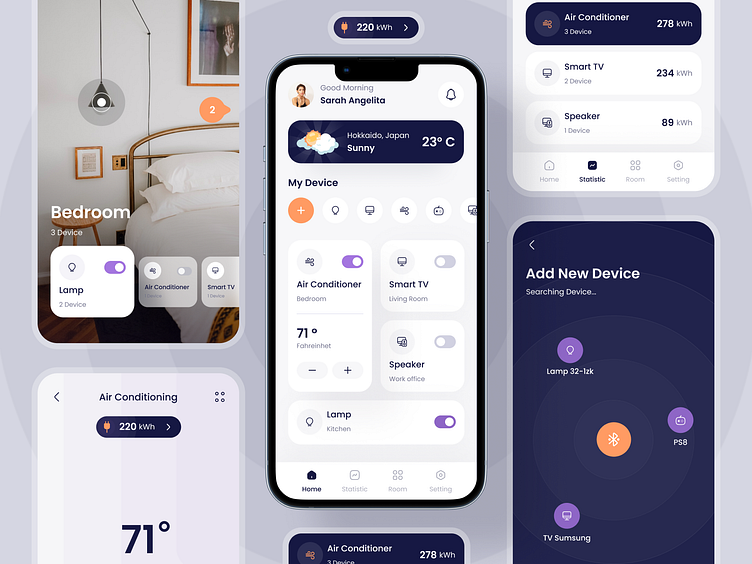 2
Bedroom
3 Device
Lamp
2 Device
Air Conditioner
Smart TV
1 Device
Air Conditioning
220 kWh
71°
220 kWh
Good Morning
Sarah Angelita
Hokkaido, Japan
Sunny
23° C
My Device
Air Conditioner
Bedroom
71°
Fahreinhet
Smart TV
Living Room
Speaker
Work office
Lamp
Kitchen
Home
Statistic
Room
Setting
Air Conditioner
3 Device
278 kWh
Air Conditioner
3 Device
278 kWh
Smart TV
2 Device
234 kWh
Speaker
1 Device
89 kWh
Home
Statistic
Room
Setting
Add New Device
Searching Device...
Lamp 32-1zk
PS8
TV Sumsung